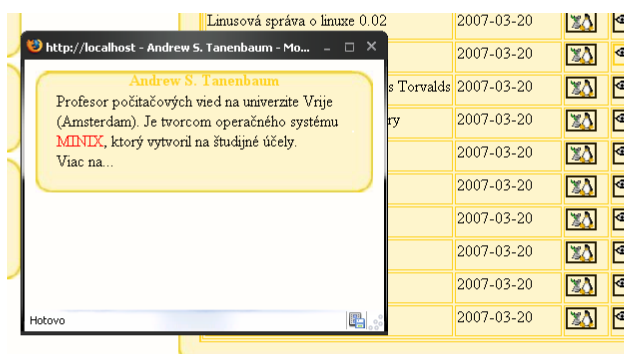 Linusová správa o linuxe 0.02 2007-03-20
http://localhost - Andrew S. Tanenbaum - Mo...
2007-03-20
Andrew S. Tanenbaum
s Torvalds 2007-03-20
Profesor počítačových vied na univerzite Vrije
(Amsterdam). Je tvorcom operačného systému
ry 2007-03-20
MINIX, ktorý vytvoril na študijné účely.
Viac na...
2007-03-20
2007-03-20
2007-03-20
2007-03-20
2007-03-20
2007-03-20
Hotovo